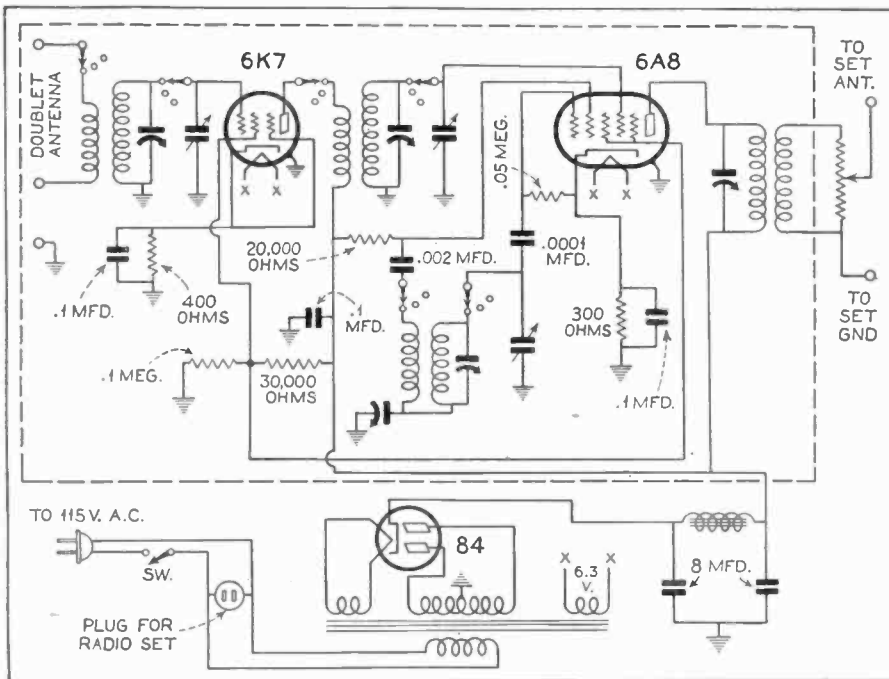 6K7
6A8
TO
SET
ANT.
DOUBLET
ANTENNA
.05 MEG.
X X
X X
20,000
OHMS
.002 MFD.
.0001
MFD.
.1 MFD.
400
OHMS
.1
MFD.
300
OHMS
TO
SET
GND
.1 MEG.
30,000
OHMS
.1 MFD.
TO 115V. A.C.
84
X X
6.3
V.
8 MFD.
SW.
PLUG FOR
RADIO SET